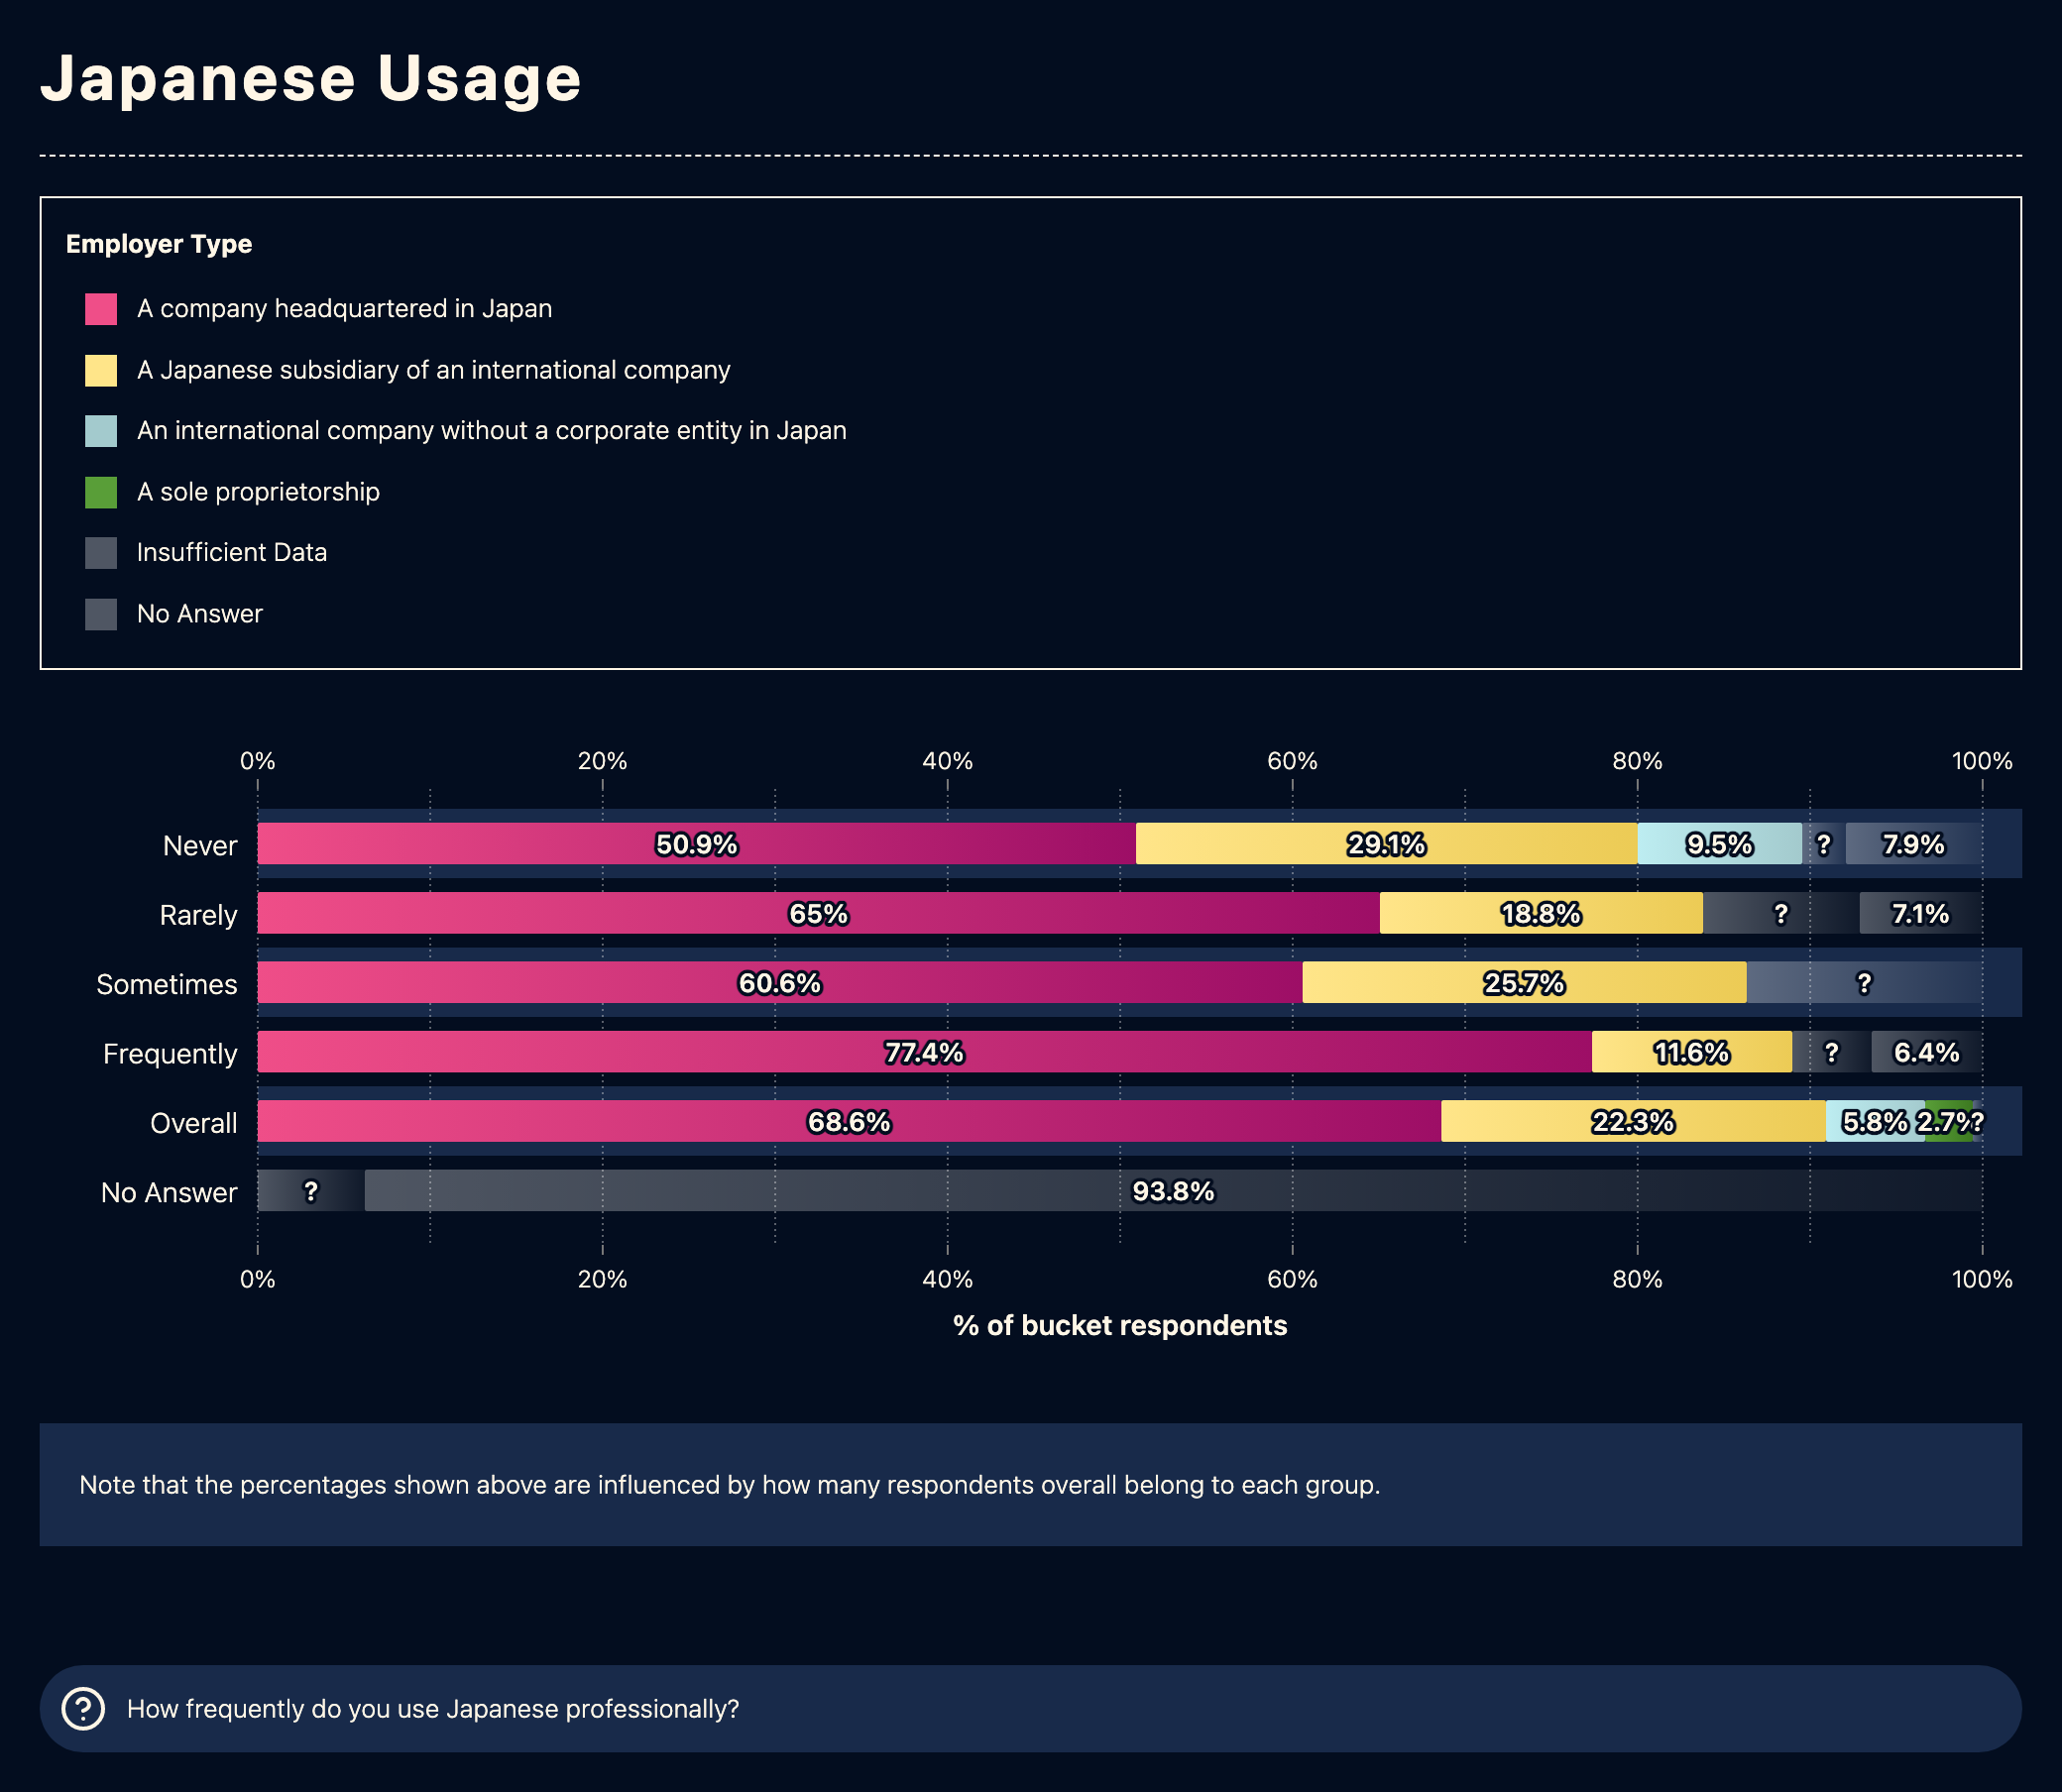 Japanese Usage
Employer Type
A company headquartered in Japan
A Japanese subsidiary of an international company
An international company without a corporate entity in Japan
A sole proprietorship
Insufficient Data
No Answer
0% 20% 40% 60% 80% 100%
Never 50.9% 29.1% 9.5% ? 7.9%
Rarely 65% 18.8% ? 7.1%
Sometimes 60.6% 25.7% ?
Frequently 77.4% 11.6% ? 6.4%
Overall 68.6% 22.3% 5.8% 2.7% ?
No Answer ? 93.8%
0% 20% 40% 60% 80% 100%
% of bucket respondents
Note that the percentages shown above are influenced by how many respondents overall belong to each group.
? How frequently do you use Japanese professionally?